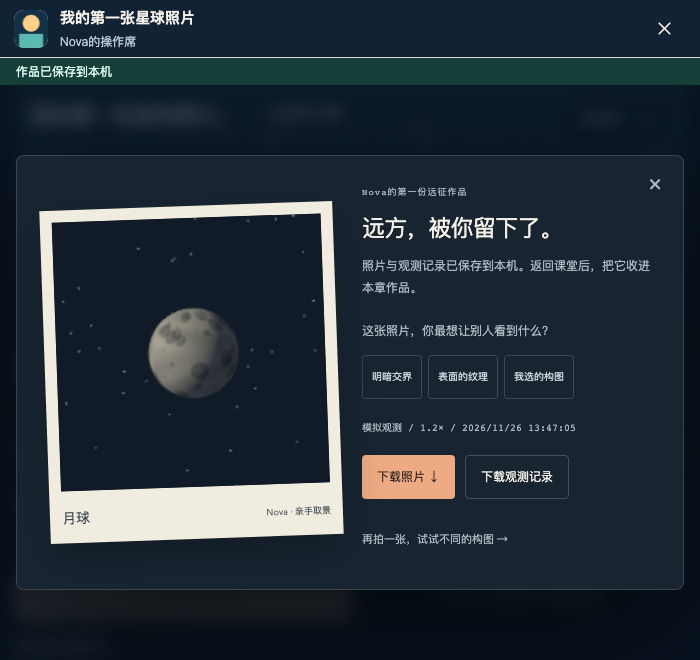 我的第一张星球照片
Nova的操作席
作品已保存到本机
Nova的第一份远征作品
远方，被你留下了。
照片与观测记录已保存到本机。返回课堂后，把它收进
本章作品。
这张照片，你最想让别人看到什么？
明暗交界 表面的纹理 我选的构图
模拟观测 / 1.2× / 2026/11/26 13:47:05
下载照片 ↓ 下载观测记录
再拍一张，试试不同的构图 →
月球
Nova · 亲手取景